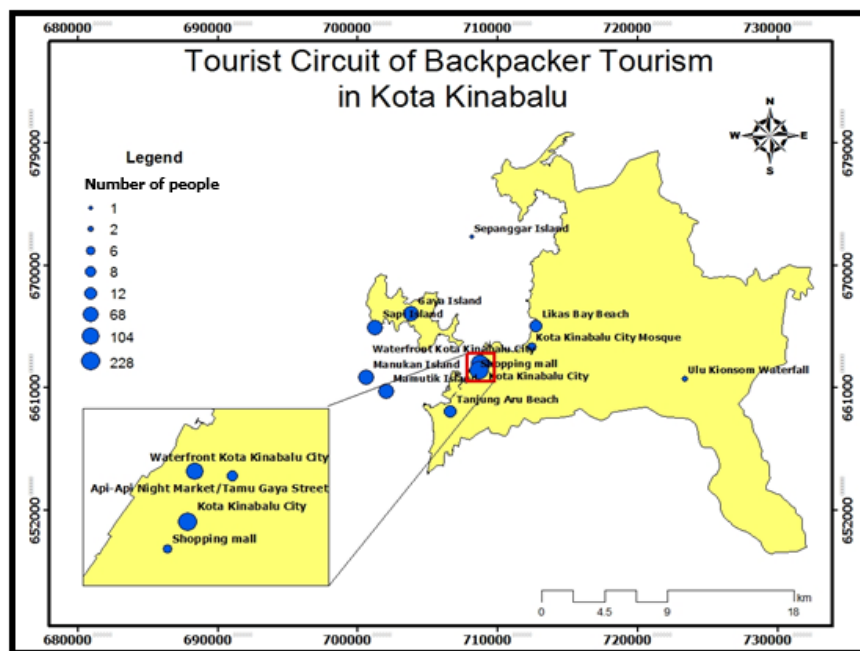 680000 690000 700000 710000 720000 730000
Tourist Circuit of Backpacker Tourism
in Kota Kinabalu
N
W E
S
679000
679000
Legend
Number of people
1
2
6
8
12
68
104
228
Sepanggar Island
670000
670000
Gaya Island
Sapi Island
Likas Bay Beach
Kota Kinabalu City Mosque
Waterfront Kota Kinabalu City
Shopping mall
Manukan Island
Kota Kinabalu City
Mamutik Island
Ulu Kionsom Waterfall
661000
661000
Tanjung Aru Beach
Waterfront Kota Kinabalu City
Api-Api Night Market/Tamu Gaya Street
Kota Kinabalu City
Shopping mall
652000
652000
km
0 4.5 9 18
680000 690000 700000 710000 720000 730000